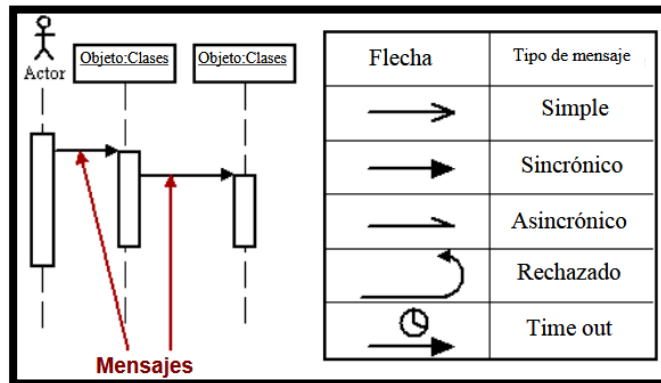 Actor
Objeto:Clases
Objeto:Clases
Mensajes
Flecha
Tipo de mensaje
Simple
Sincrónico
Asincrónico
Rechazado
Time out